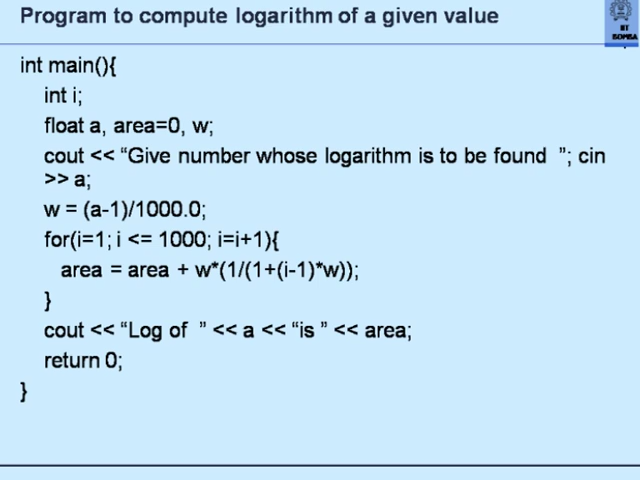 Program to compute logarithm of a given value
IIT
BOMBA
int main(){
int i;
float a, area=0, w;
cout << “Give number whose logarithm is to be found  ”; cin
>> a;
w = (a-1)/1000.0;
for(i=1; i <= 1000; i=i+1){
area = area + w*(1/(1+(i-1)*w));
}
cout << “Log of  ” << a << “is ” << area;
return 0;
}